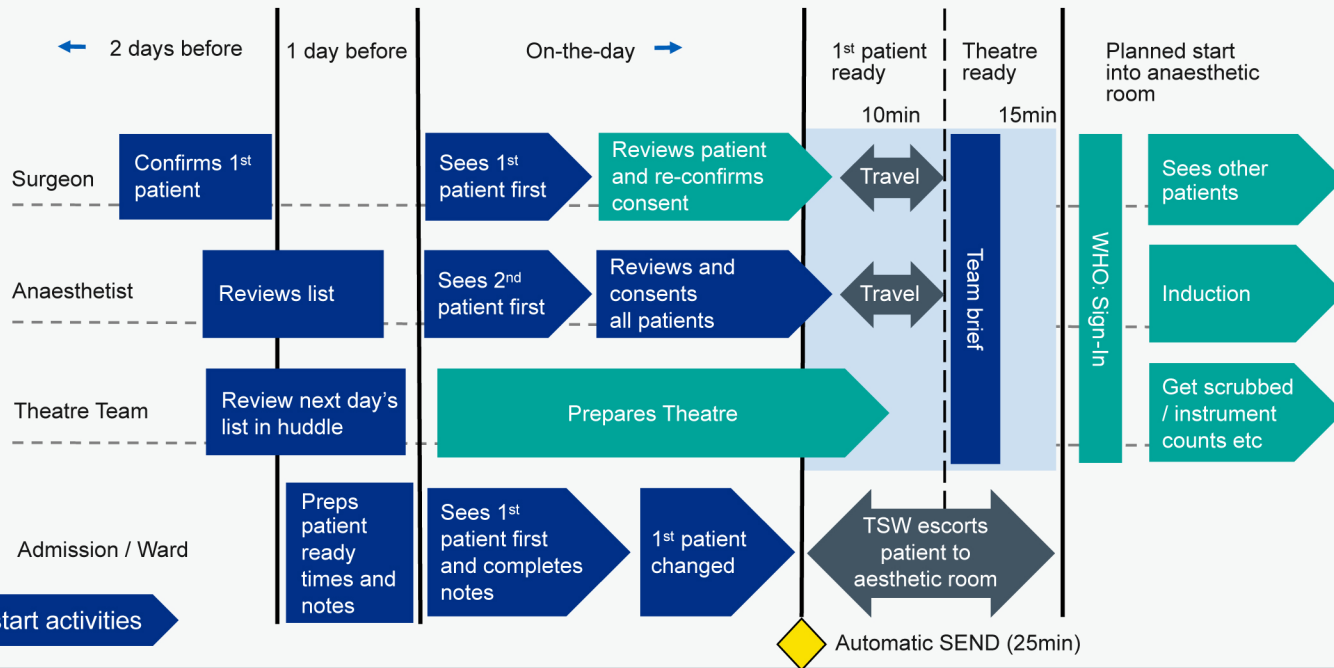 2 days before
1 day before
On-the-day
1st patient
ready
Theatre
ready
Planned start
into anaesthetic
room
10min
15min
Surgeon
Confirms 1st
patient
Sees 1st
patient first
Reviews patient
and re-confirms
consent
Travel
Sees other
patients
Anaesthetist
Reviews list
Sees 2nd
patient first
Reviews and
consents
all patients
Travel
Team brief
WHO: Sign-In
Induction
Theatre Team
Review next day's
list in huddle
Prepares Theatre
Get scrubbed
/ instrument
counts etc
Admission / Ward
Preps
patient
ready
times and
notes
Sees 1st
patient first
and completes
notes
1st patient
changed
TSW escorts
patient to
aesthetic room
start activities
Automatic SEND (25min)